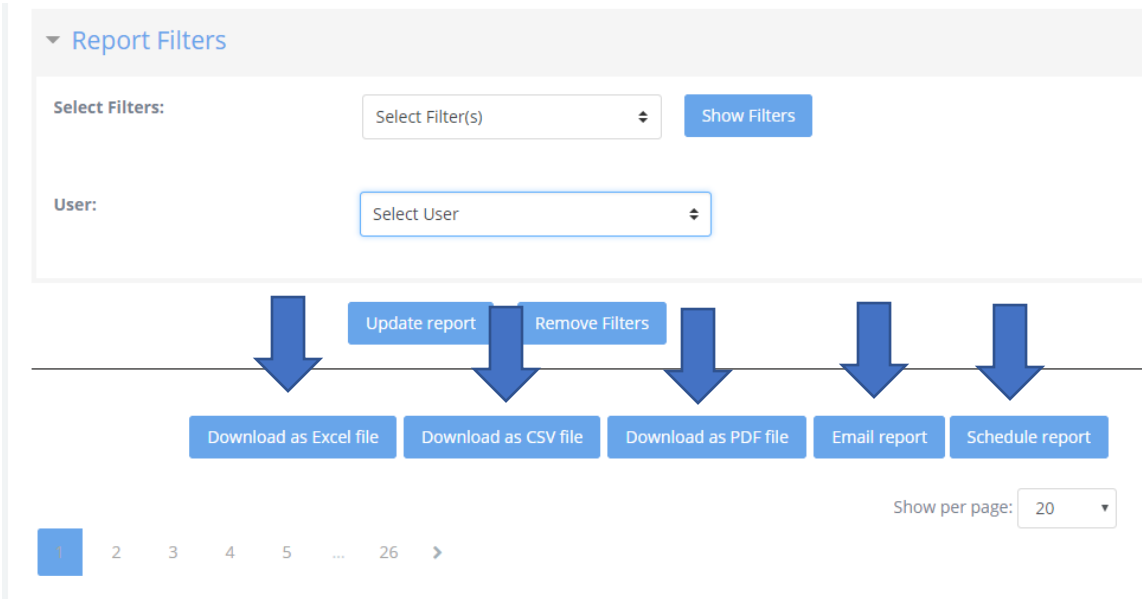 Report Filters
Select Filters:
Select Filter(s)
Show Filters
User:
Select User
Update report
Remove Filters
Download as Excel file
Download as CSV file
Download as PDF file
Email report
Schedule report
Show per page: 20
1 2 3 4 5 ... 26 >